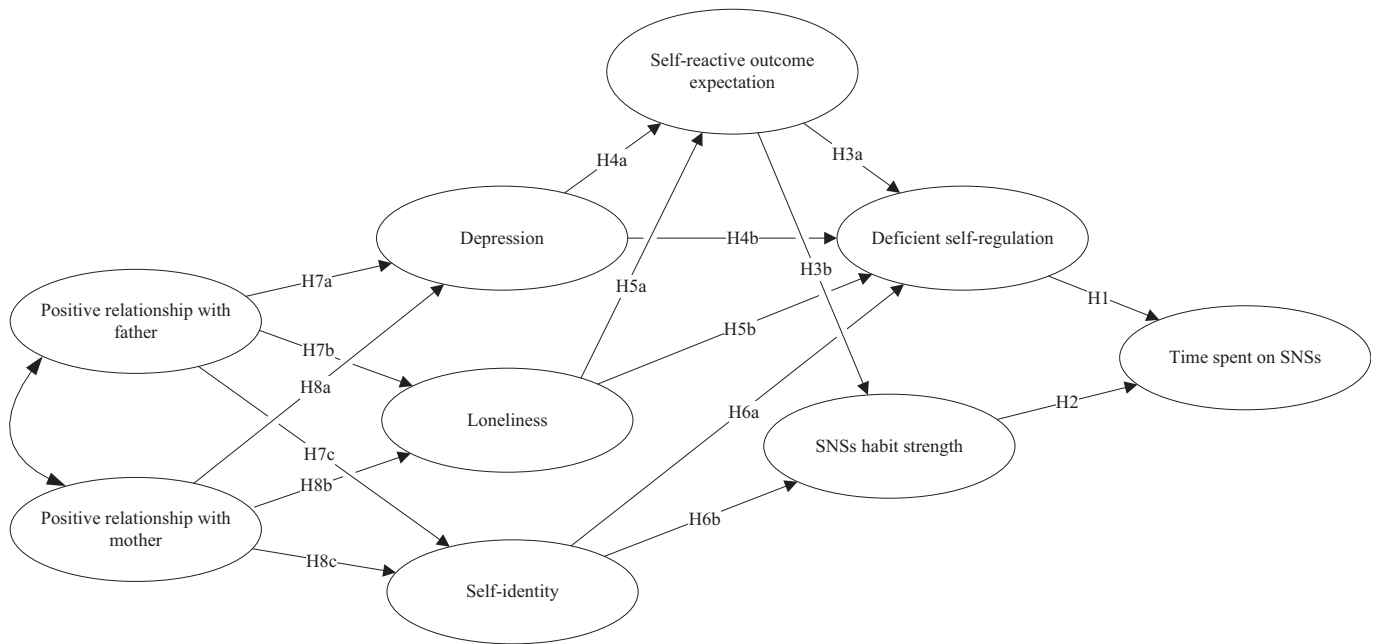 Self-reactive outcome
expectation
H4a
H3a
Depression
H4b
Deficient self-regulation
H3b
H7a
H5a
H1
Positive relationship with
father
H7b
H5b
Time spent on SNSs
H8a
H6a
H2
Loneliness
SNSs habit strength
H7c
H8b
Positive relationship with
mother
H6b
H8c
Self-identity